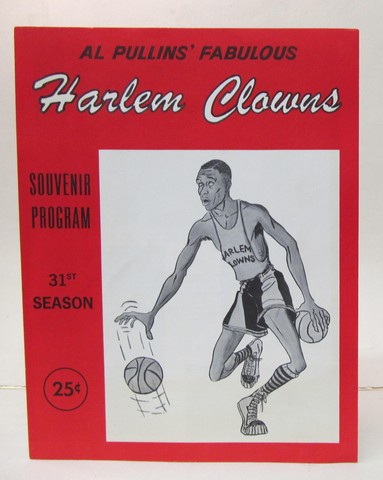 AL PULLINS' FABULOUS
Harlem Clowns
SOUVENIR
PROGRAM
31ST
SEASON
25¢
HARLEM
CLOWNS